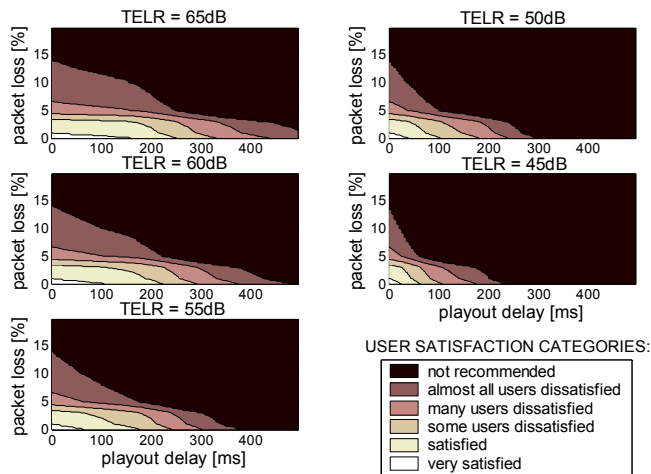 TELR = 65dB
packet loss [%]
15
10
5
0
0 100 200 300 400
TELR = 60dB
packet loss [%]
15
10
5
0
0 100 200 300 400
TELR = 55dB
packet loss [%]
15
10
5
0
0 100 200 300 400
playout delay [ms]
TELR = 50dB
packet loss [%]
15
10
5
0
0 100 200 300 400
TELR = 45dB
packet loss [%]
15
10
5
0
0 100 200 300 400
playout delay [ms]
USER SATISFACTION CATEGORIES:
not recommended
almost all users dissatisfied
many users dissatisfied
some users dissatisfied
satisfied
very satisfied